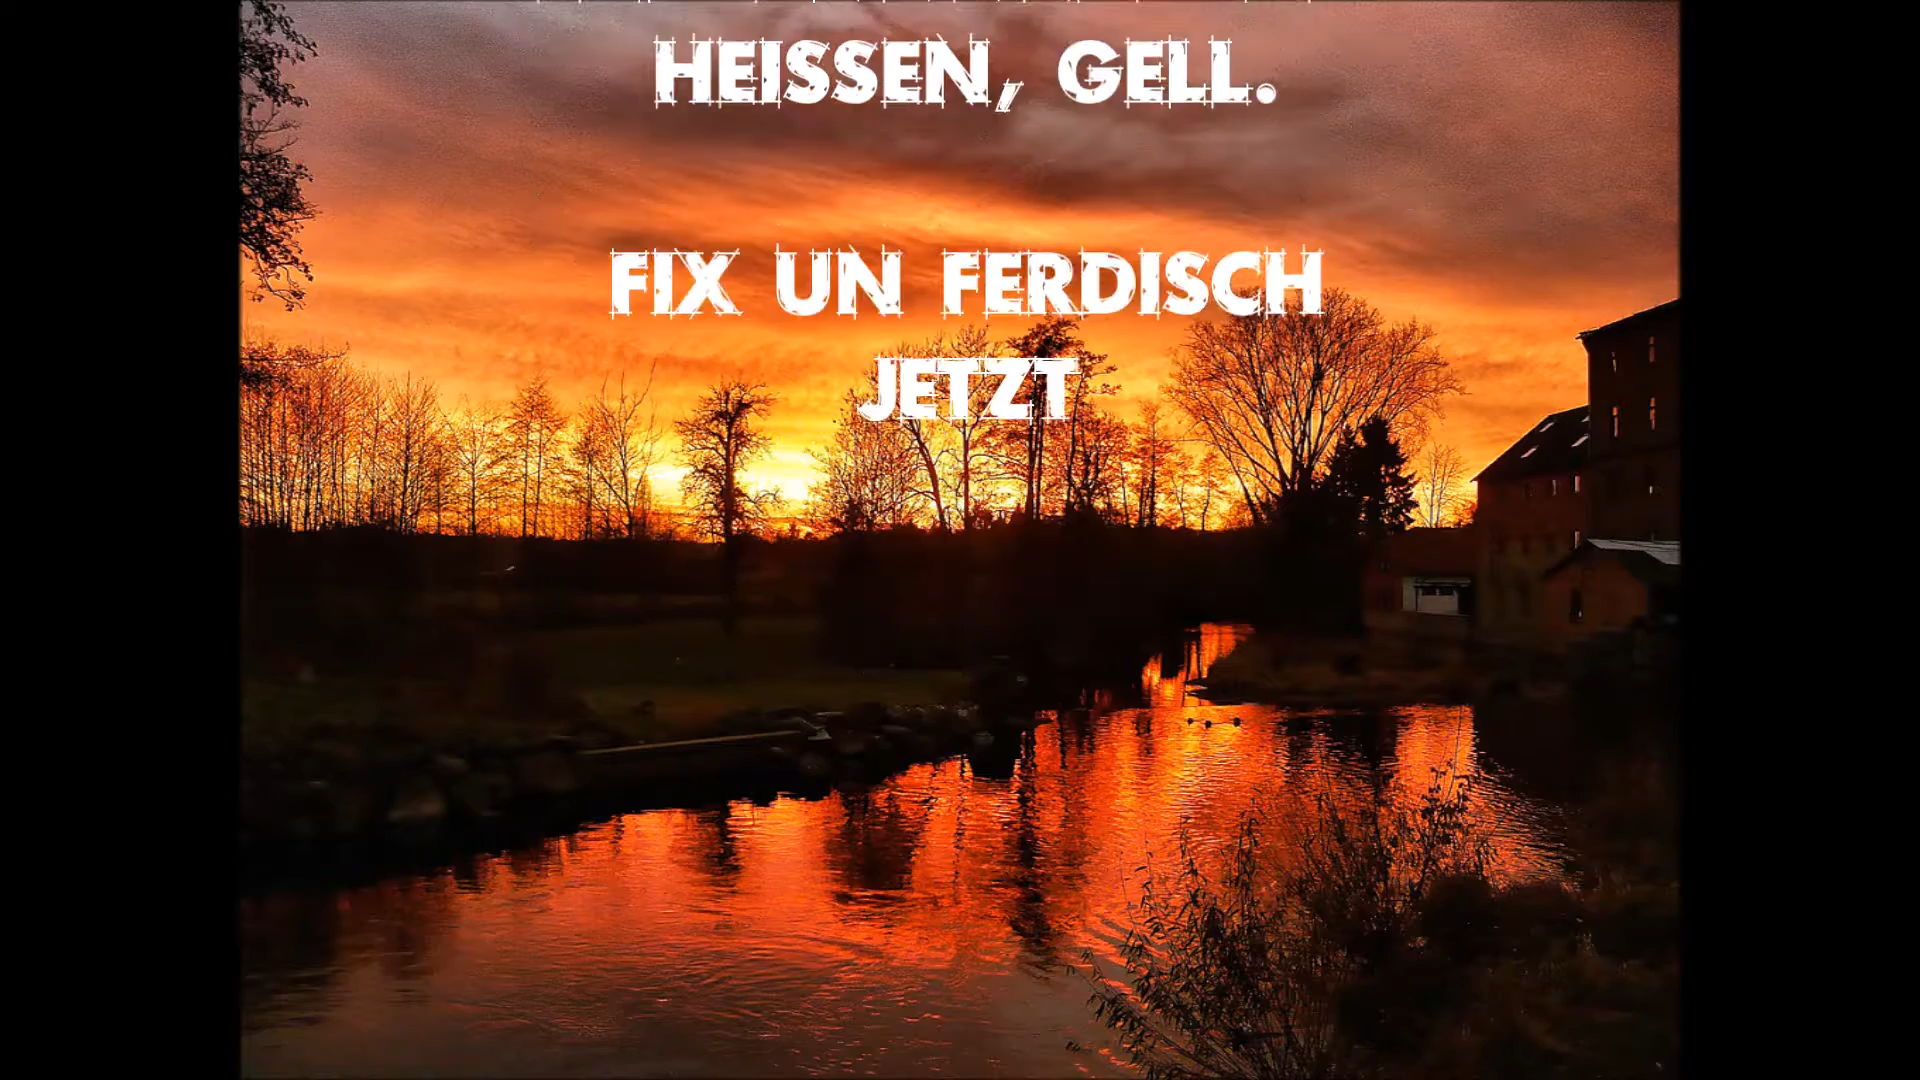 HEISSEN, GELL.
FIX UN FERDISCH
JETZT